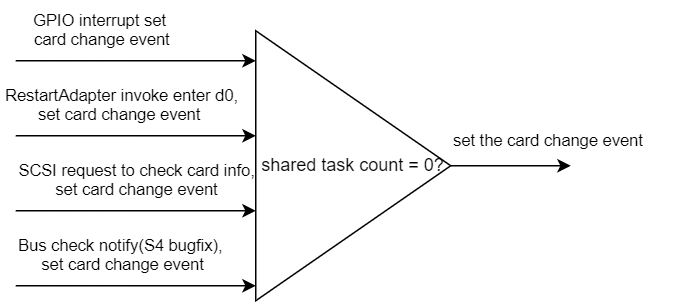 GPIO interrupt set
card change event
RestartAdapter invoke enter d0,
set card change event
SCSI request to check card info,
set card change event
Bus check notify(S4 bugfix),
set card change event
shared task count = 0?
set the card change event